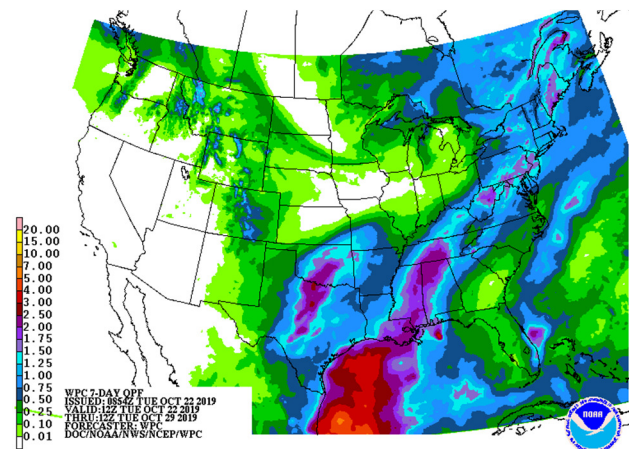 20.00
15.00
10.00
7.00
5.00
4.00
3.00
2.50
2.00
1.75
1.50
1.25
1.00
0.75
0.50
0.25
0.10
0.01
WPC 7-DAY QPF
ISSUED: 0854Z TUE OCT 22 2019
VALID:12Z TUE OCT 22 2019
THRU:12Z TUE OCT 29 2019
FORECASTER: WPC
DOC/NOAA/NWS/NCEP/WPC
NOAA